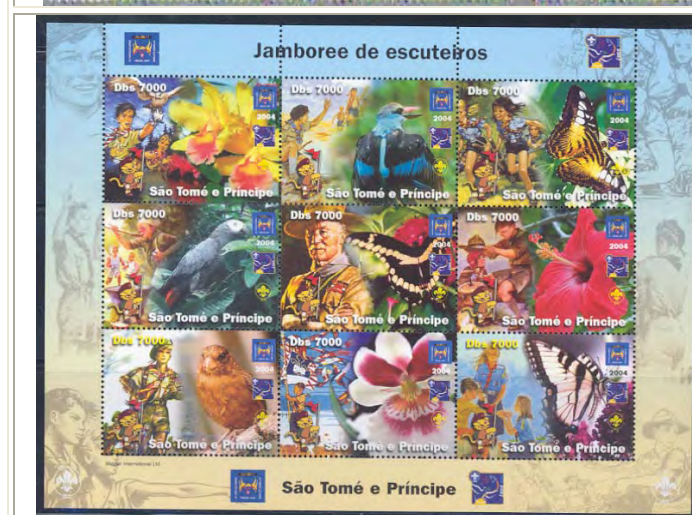 Jamboree de escuteiros
Dbs 7000
2004
São Tomé e Príncipe
Dbs 7000
2004
São Tomé e Príncipe
Dbs 7000
2004
São Tomé e Príncipe
Dbs 7000
2004
São Tomé e Príncipe
Dbs 7000
2004
São Tomé e Príncipe
Dbs 7000
2004
São Tomé e Príncipe
Dbs 7000
2004
São Tomé e Príncipe
Dbs 7000
2004
São Tomé e Príncipe
Dbs 7000
2004
São Tomé e Príncipe
São Tomé e Príncipe